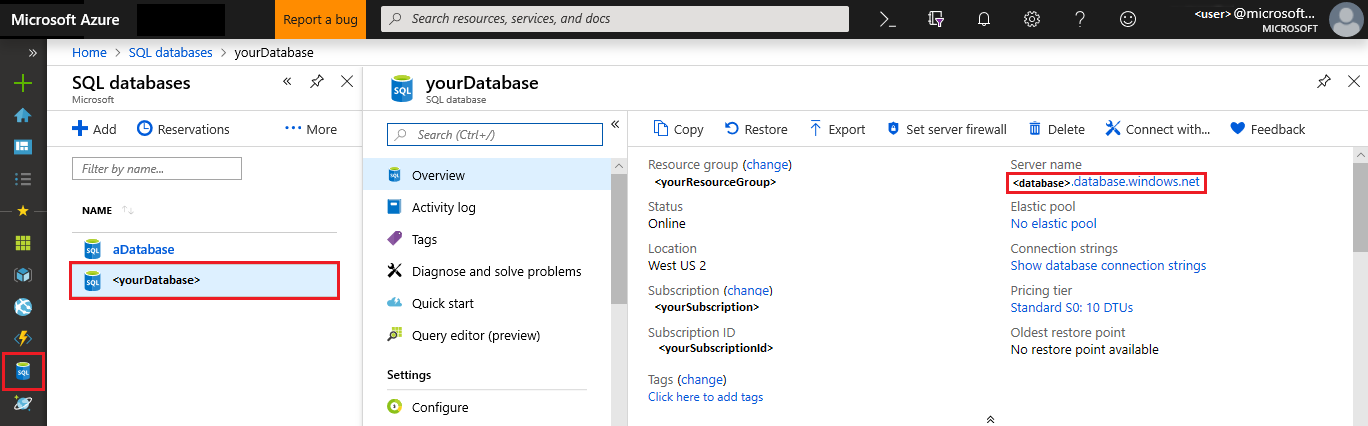 Microsoft Azure
Report a bug
Search resources, services, and docs
<user> @microsoft...
MICROSOFT
Home > SQL databases > yourDatabase
SQL databases
Microsoft
Add
Reservations
More
Filter by name...
NAME
aDatabase
<yourDatabase>
yourDatabase
SQL database
Search (Ctrl+/)
Overview
Activity log
Tags
Diagnose and solve problems
Quick start
Query editor (preview)
Settings
Configure
Copy
Restore
Export
Set server firewall
Delete
Connect with...
Feedback
Resource group (change)
<yourResourceGroup>
Status
Online
Location
West US 2
Subscription (change)
<yourSubscription>
Subscription ID
<yourSubscriptionId>
Tags (change)
Click here to add tags
Server name
<database>.database.windows.net
Elastic pool
No elastic pool
Connection strings
Show database connection strings
Pricing tier
Standard S0: 10 DTUs
Oldest restore point
No restore point available